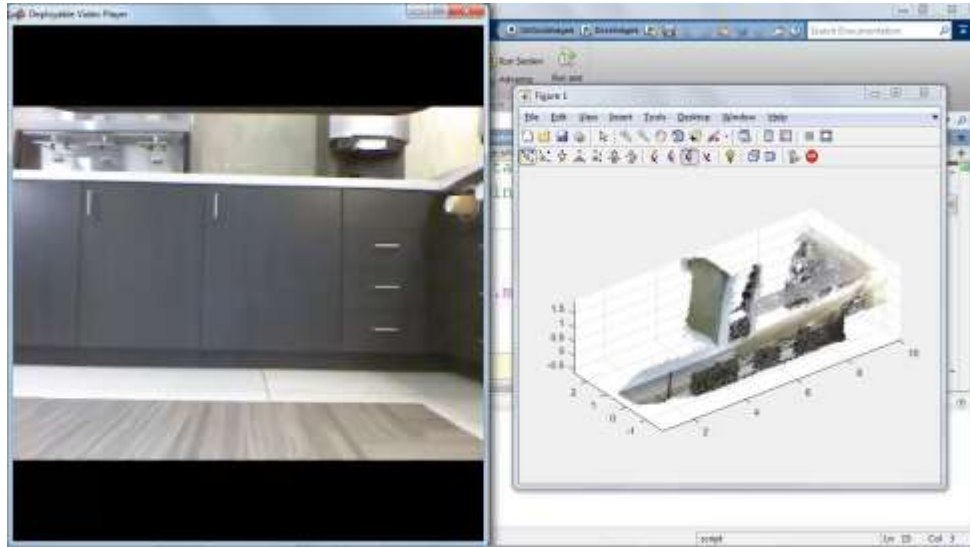 Deployable Video Player
Search Documentation
Run Section
Advance
Run and
Figure 1
File Edit View Insert Tools Desktop Window Help
1.5
1
0.5
0
-0.5
2
1
0
-1
2
4
6
8
10
script
Ln 15 Col 3